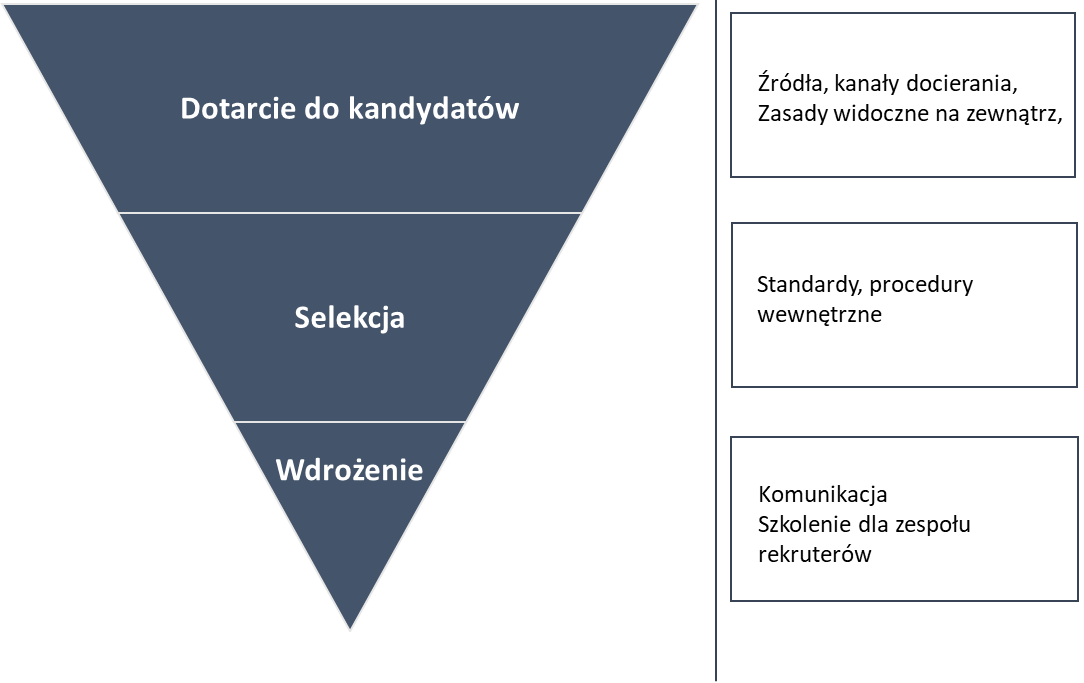 Dotarcie do kandydatów
Źródła, kanały docierania,
Zasady widoczne na zewnątrz,
Selekcja
Standardy, procedury
wewnętrzne
Wdrożenie
Komunikacja
Szkolenie dla zespołu
rekruterów